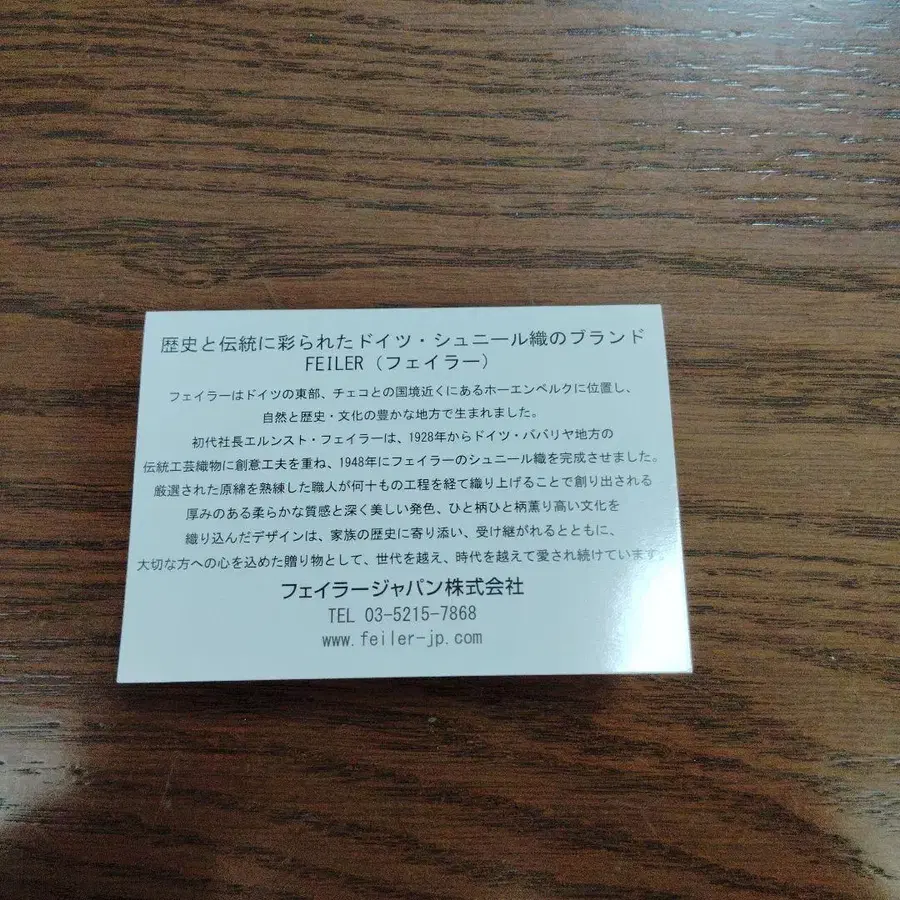 歴史と伝統に彩られたドイツ・シュニール織のブランド
FEILER（フェイラー）
フェイラーはドイツの東部、チェコとの国境近くにあるホーエンベルクに位置し、
自然と歴史・文化の豊かな地方で生まれました。
初代社長エルンスト・フェイラーは、1928年からドイツ・ババリヤ地方の
伝統工芸織物に創意工夫を重ね、1948年にフェイラーのシュニール織を完成させました。
厳選された原綿を熟練した職人が何十もの工程を経て織り上げることで創り出される
厚みのある柔らかな質感と深く美しい発色、ひと柄ひと柄薫り高い文化を
織り込んだデザインは、家族の歴史に寄り添い、受け継がれるとともに、
大切な方への心を込めた贈り物として、世代を越え、時代を越えて愛され続けています。
フェイラージャパン株式会社
TEL 03-5215-7868
www.feiler-jp.com